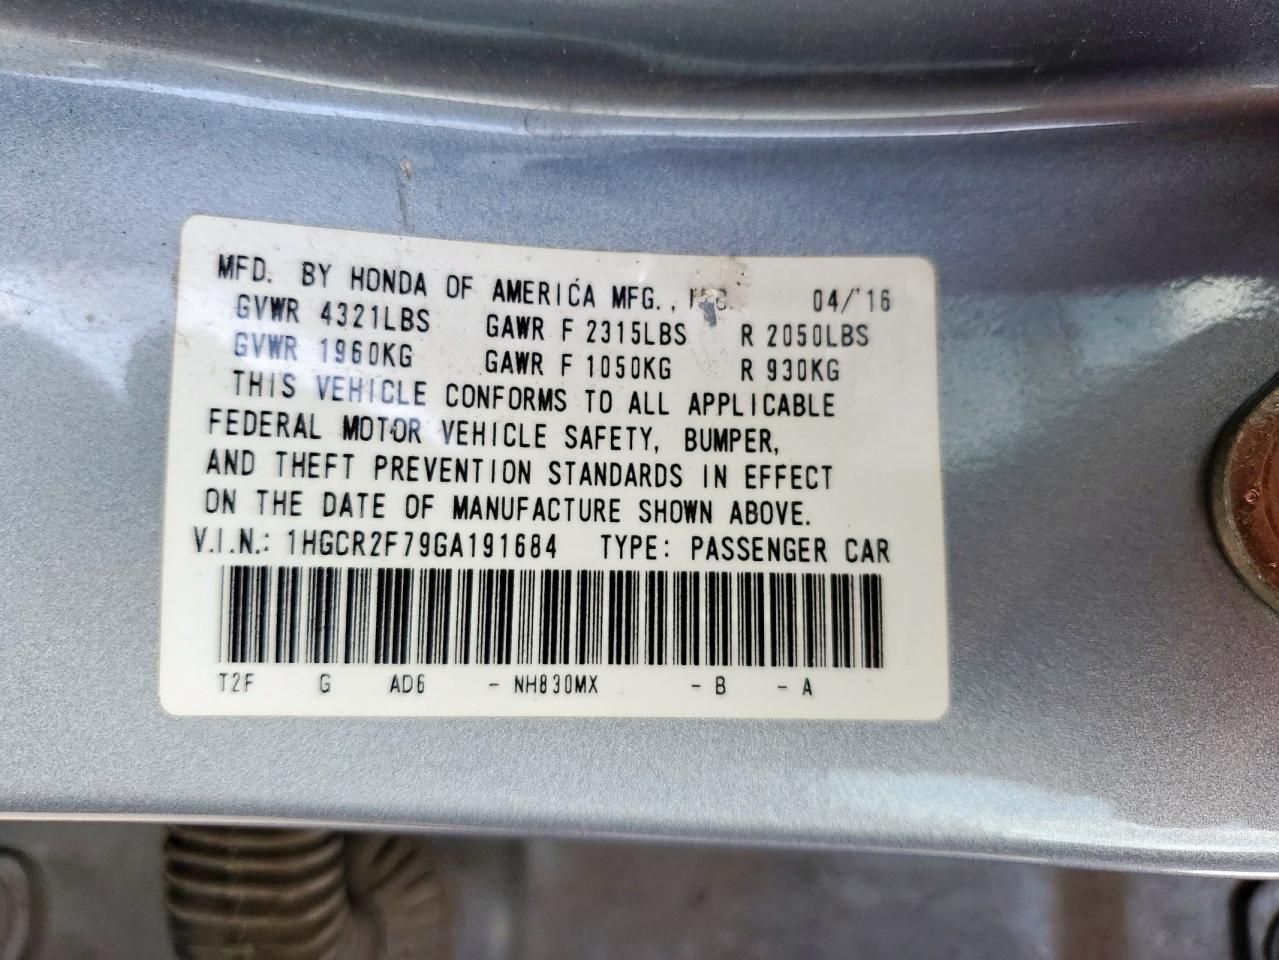 MFD. BY HONDA OF AMERICA MFG., INC. 04/'16
GVWR 4321LBS GAWR F 2315LBS R 2050LBS
GVWR 1960KG GAWR F 1050KG R 930KG
THIS VEHICLE CONFORMS TO ALL APPLICABLE
FEDERAL MOTOR VEHICLE SAFETY, BUMPER,
AND THEFT PREVENTION STANDARDS IN EFFECT
ON THE DATE OF MANUFACTURE SHOWN ABOVE.
V.I.N.: 1HGCR2F79GA191684 TYPE: PASSENGER CAR
T2F G AD6 - NH830MX - B - A